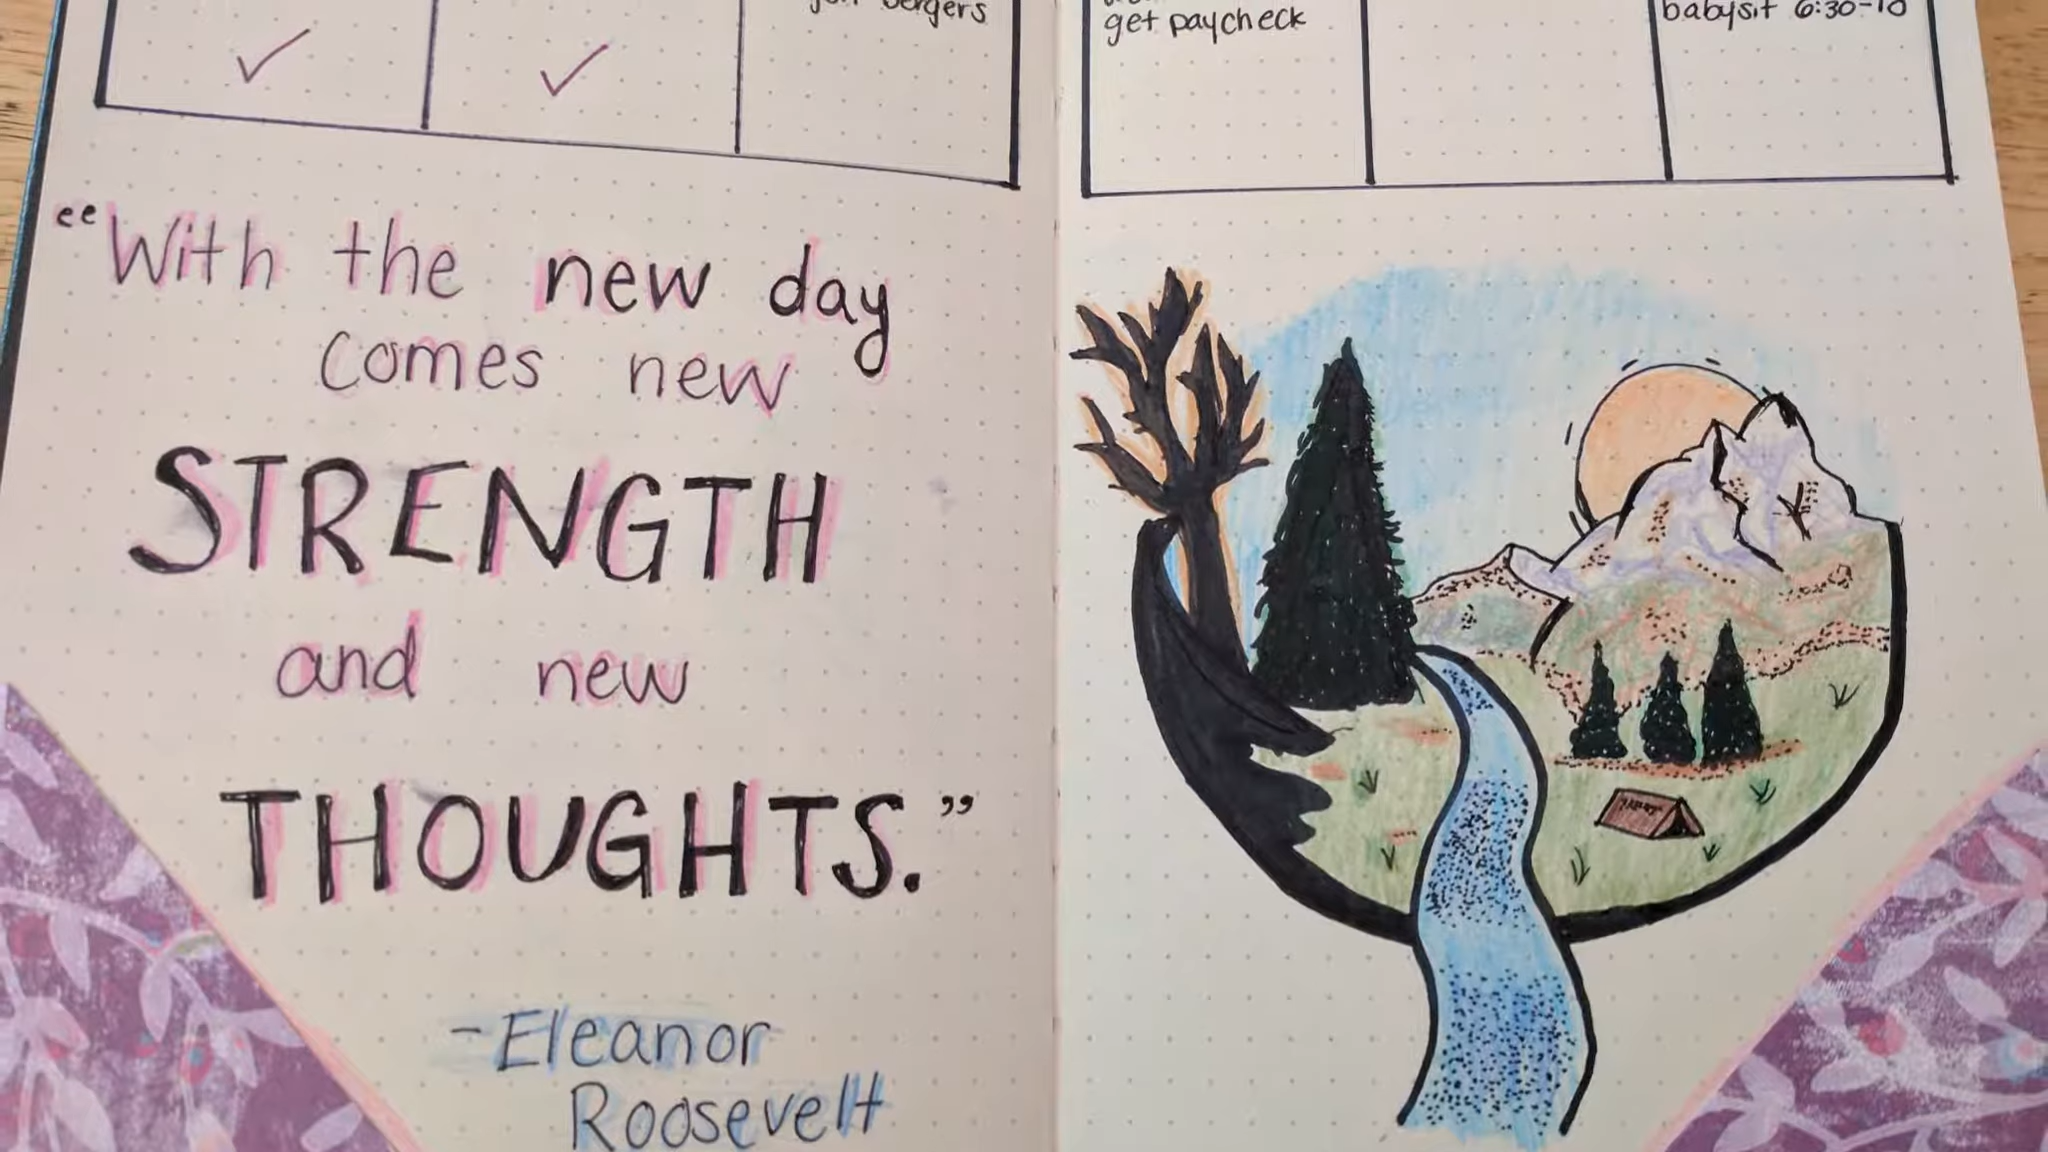 get paycheck
babysit 6:30-10
"With the new day
comes new
STRENGTH
and new
THOUGHTS."
-Eleanor
Roosevelt